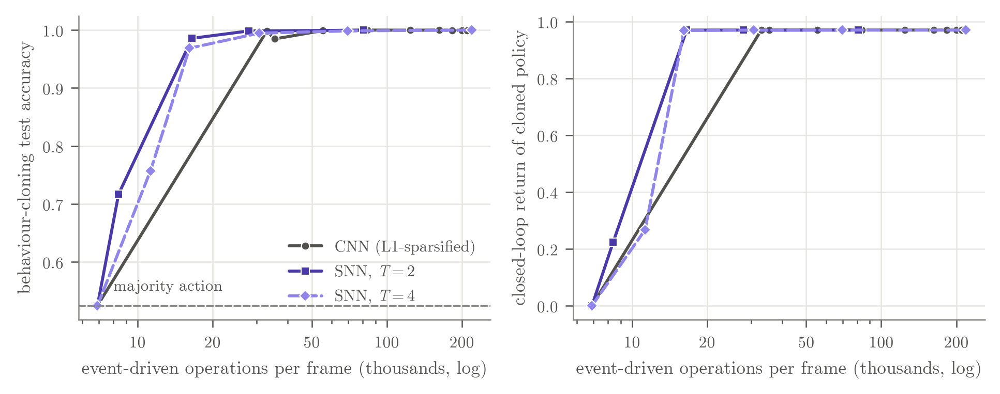 behaviour-cloning test accuracy
1.0
0.9
0.8
0.7
0.6
majority action
CNN (L1-sparsified)
SNN, T = 2
SNN, T = 4
10 20 50 100 200
event-driven operations per frame (thousands, log)
closed-loop return of cloned policy
1.0
0.8
0.6
0.4
0.2
0.0
10 20 50 100 200
event-driven operations per frame (thousands, log)